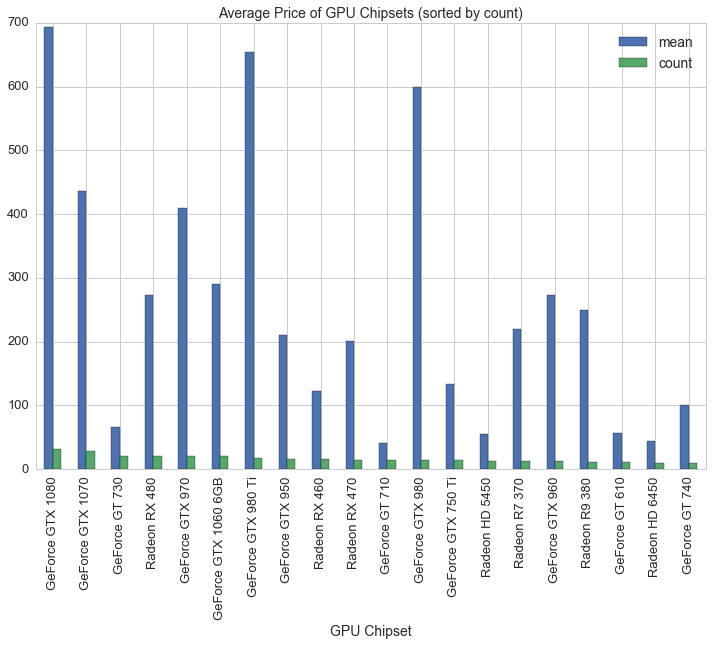 Average Price of GPU Chipsets (sorted by count)
700
600
500
400
300
200
100
0
mean
count
GeForce GTX 1080
GeForce GTX 1070
GeForce GT 730
Radeon RX 480
GeForce GTX 970
GeForce GTX 1060 6GB
GeForce GTX 980 Ti
GeForce GTX 950
Radeon RX 460
Radeon RX 470
GeForce GT 710
GeForce GTX 980
GeForce GTX 750 Ti
Radeon HD 5450
Radeon R7 370
GeForce GTX 960
Radeon R9 380
GeForce GT 610
Radeon HD 6450
GeForce GT 740
GPU Chipset